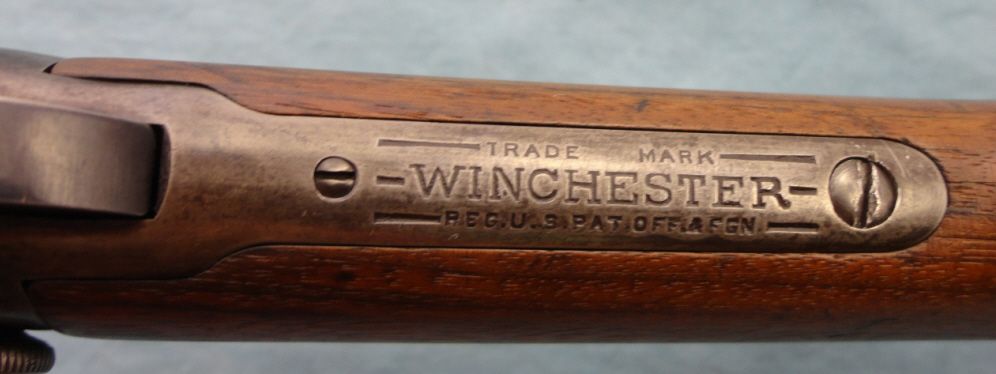 TRADE MARK
-WINCHESTER-
REG.U.S.PAT.OFF.& FGN